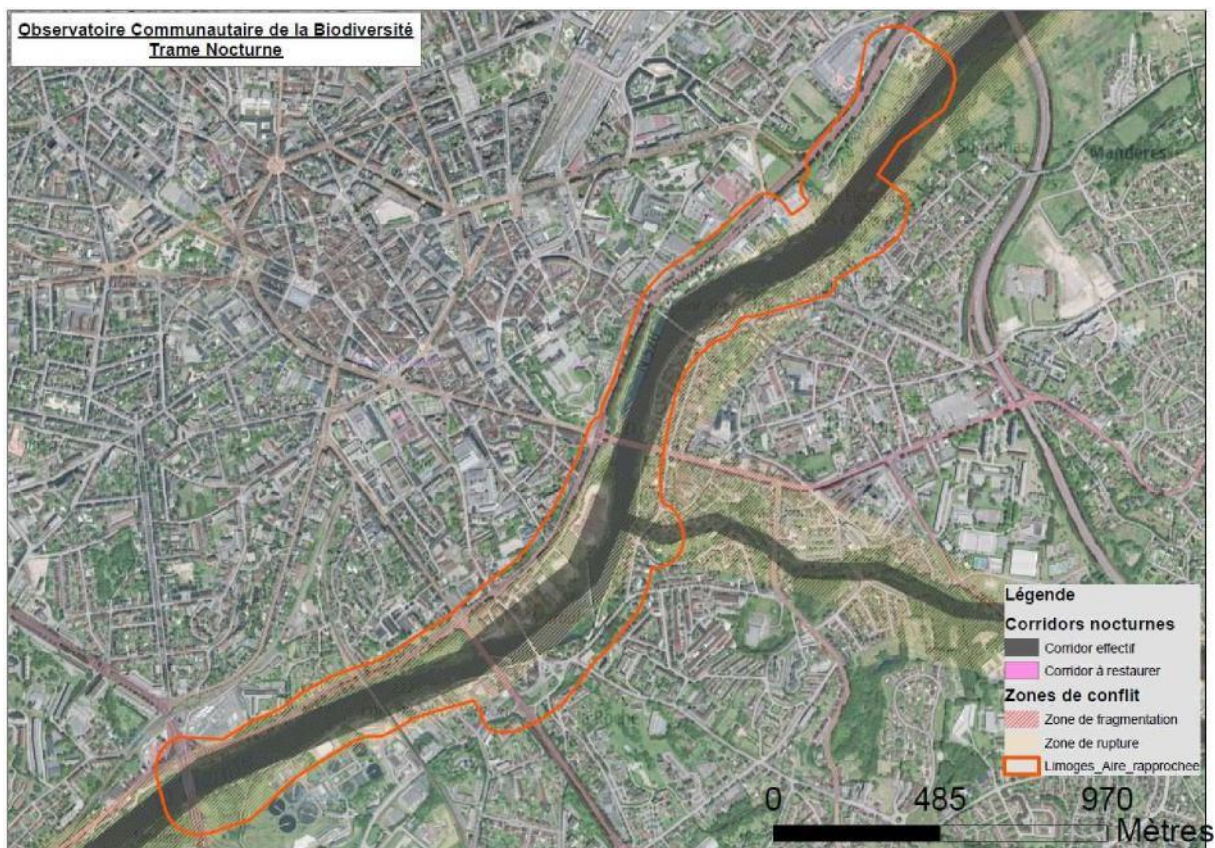 Observatoire Communautaire de la Biodiversité
Trame Nocturne
Légende
Corridors nocturnes
Corridor effectif
Corridor à restaurer
Zones de conflit
Zone de fragmentation
Zone de rupture
Limoges_Aire_rapprochee
0 485 970
Mètres